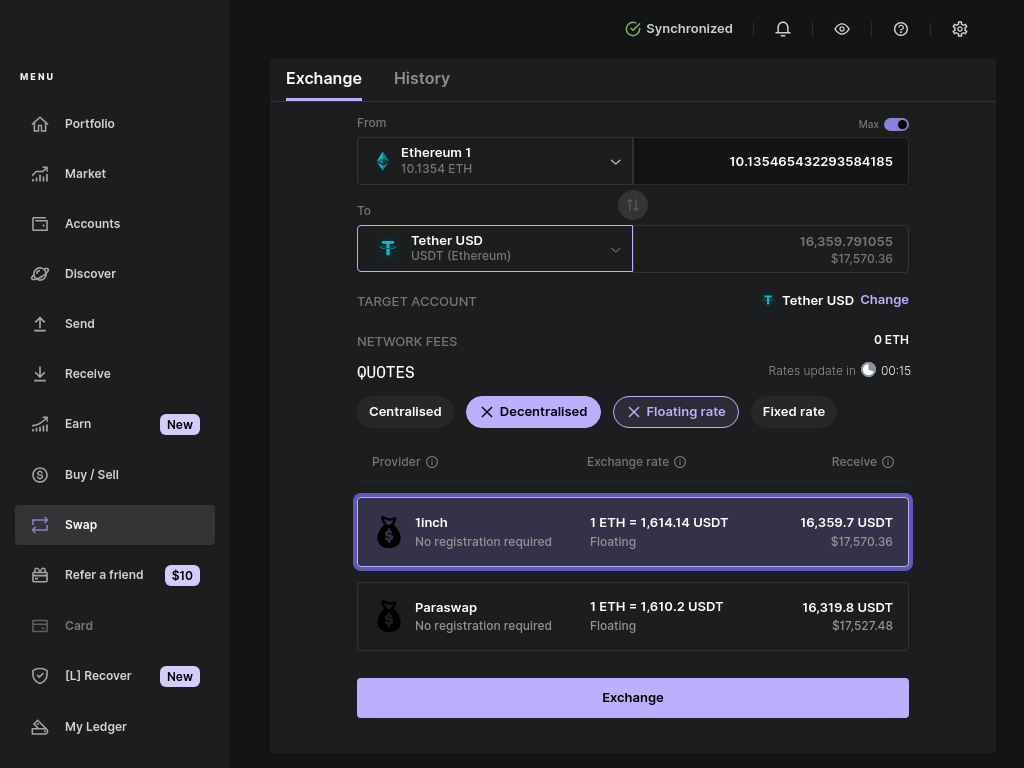 Synchronized
MENU
Portfolio
Market
Accounts
Discover
Send
Receive
Earn New
Buy / Sell
Swap
Refer a friend $10
Card
[L] Recover New
My Ledger
Exchange History
From Max
Ethereum 1
10.1354 ETH
10.135465432293584185
To
Tether USD
USDT (Ethereum)
16,359.791055
$17,570.36
TARGET ACCOUNT Tether USD Change
NETWORK FEES 0 ETH
QUOTES Rates update in 00:15
Centralised Decentralised Floating rate Fixed rate
Provider Exchange rate Receive
1inch 1 ETH = 1,614.14 USDT 16,359.7 USDT
No registration required Floating $17,570.36
Paraswap 1 ETH = 1,610.2 USDT 16,319.8 USDT
No registration required Floating $17,527.48
Exchange